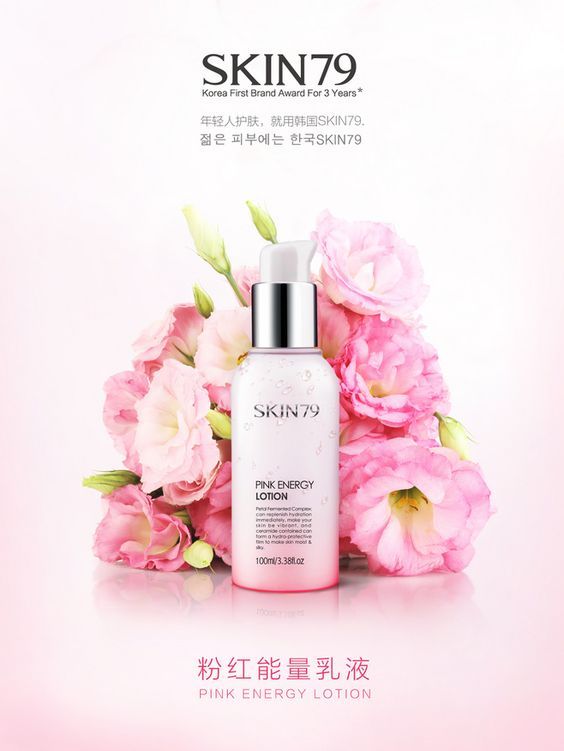 SKIN79
Korea First Brand Award For 3 Years*
年轻人护肤，就用韩国SKIN79.
젊은 피부에는 한국SKIN79
SKIN79
PINK ENERGY
LOTION
Petal Fermented Complex
can replenish hydration
immediately, make your
skin be vibrant, and
ceramide contained can
form a hydra-protective
film to make skin moist &
silky.
100ml/3.38fl.oz
粉红能量乳液
PINK ENERGY LOTION